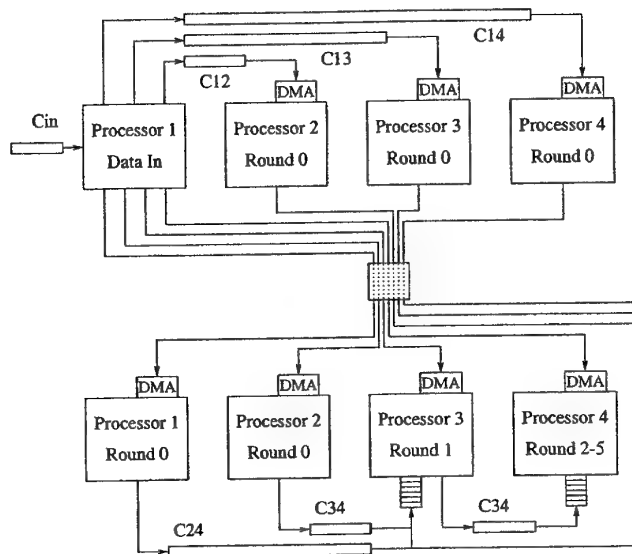 C14
C13
C12
DMA
DMA
DMA
Cin
Processor 1
Data In
Processor 2
Round 0
Processor 3
Round 0
Processor 4
Round 0
DMA
DMA
DMA
DMA
Processor 1
Round 0
Processor 2
Round 0
Processor 3
Round 1
Processor 4
Round 2-5
C34
C34
C24